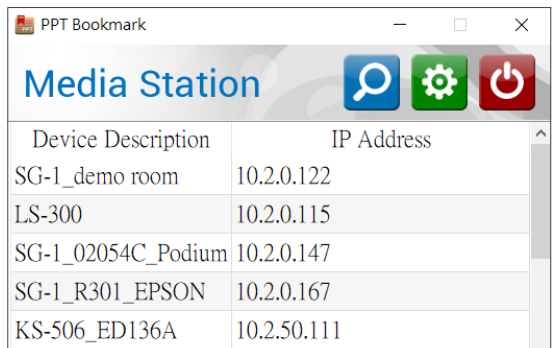 PPT Bookmark
Media Station
Device Description IP Address
SG-1_demo room 10.2.0.122
LS-300 10.2.0.115
SG-1_02054C_Podium 10.2.0.147
SG-1_R301_EPSON 10.2.0.167
KS-506_ED136A 10.2.50.111